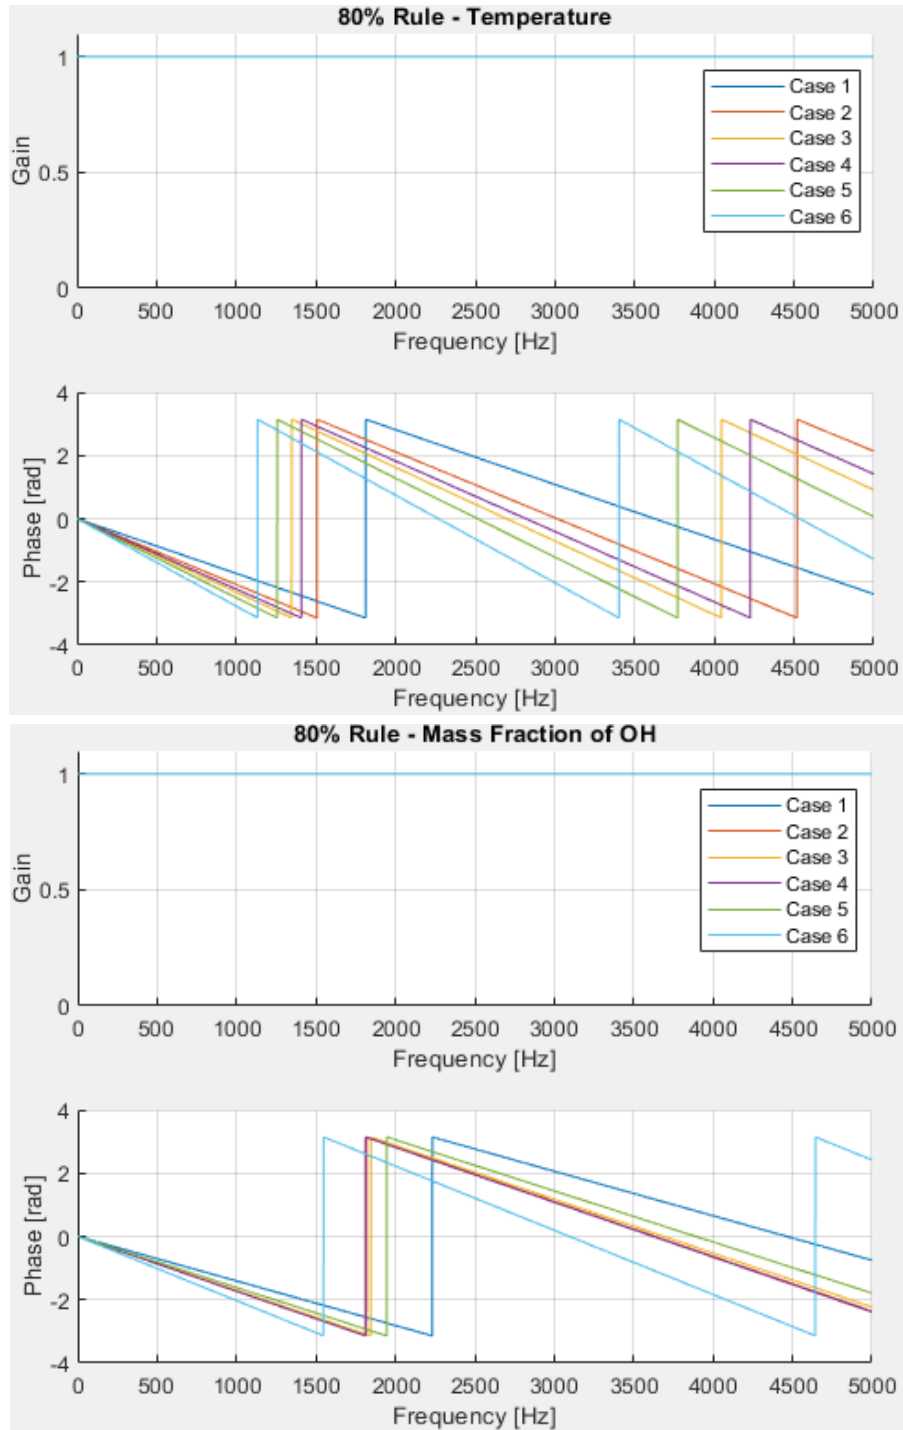 80% Rule - Temperature
Gain
1
0.5
0
Case 1
Case 2
Case 3
Case 4
Case 5
Case 6
0 500 1000 1500 2000 2500 3000 3500 4000 4500 5000
Frequency [Hz]
Phase [rad]
4
2
0
-2
-4
0 500 1000 1500 2000 2500 3000 3500 4000 4500 5000
Frequency [Hz]
80% Rule - Mass Fraction of OH
Gain
1
0.5
0
Case 1
Case 2
Case 3
Case 4
Case 5
Case 6
0 500 1000 1500 2000 2500 3000 3500 4000 4500 5000
Frequency [Hz]
Phase [rad]
4
2
0
-2
-4
0 500 1000 1500 2000 2500 3000 3500 4000 4500 5000
Frequency [Hz]